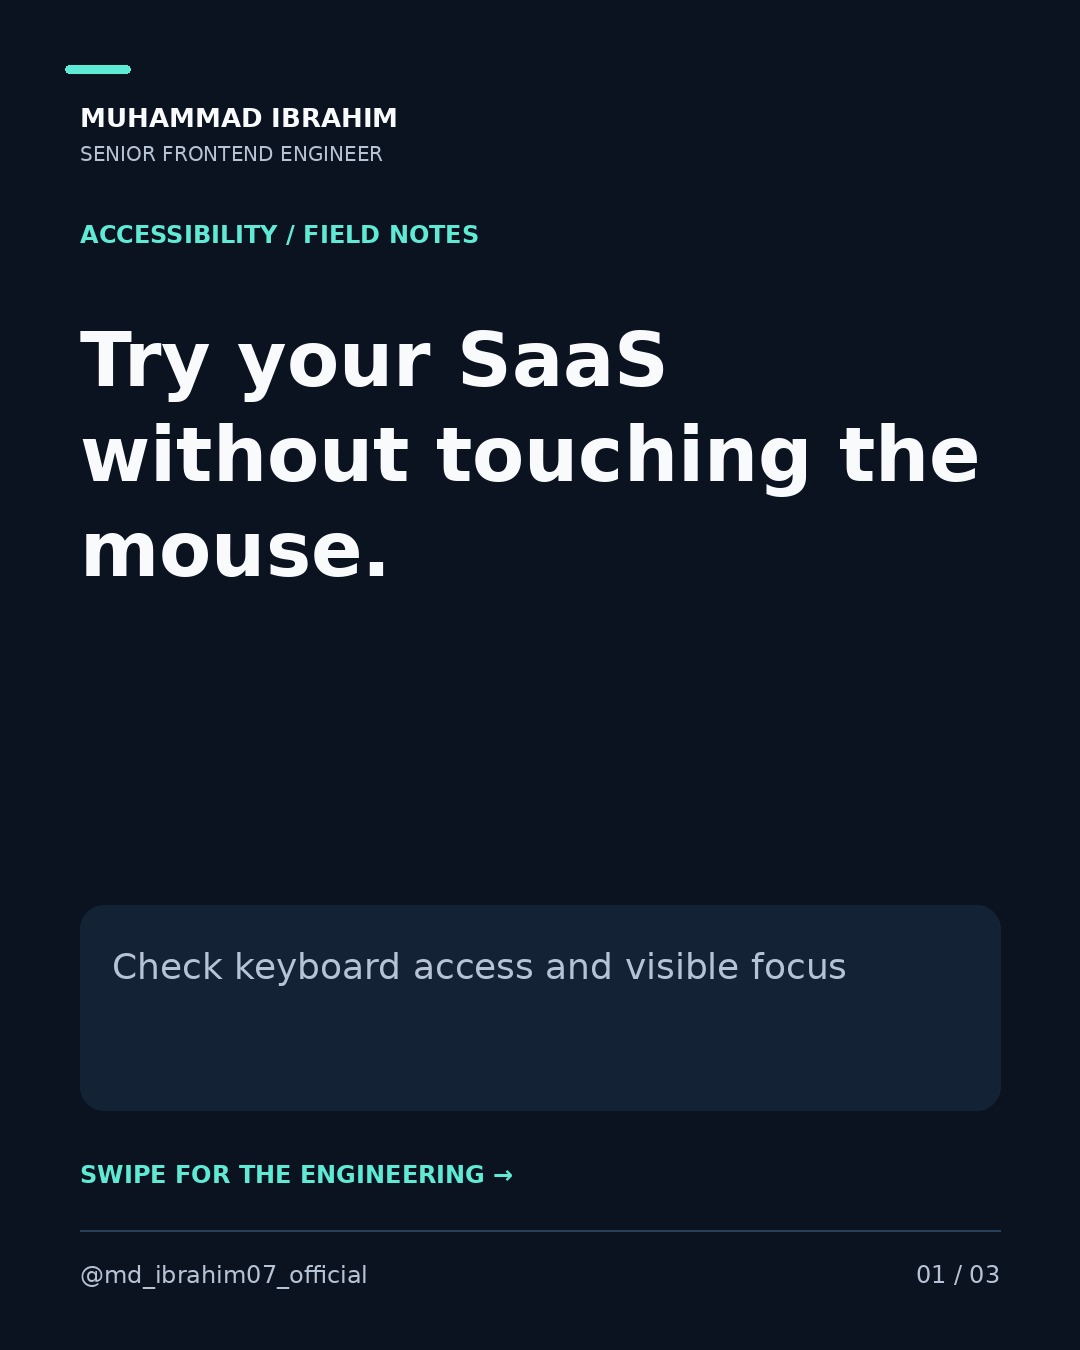 MUHAMMAD IBRAHIM
SENIOR FRONTEND ENGINEER
ACCESSIBILITY / FIELD NOTES
Try your SaaS
without touching the
mouse.
Check keyboard access and visible focus
SWIPE FOR THE ENGINEERING →
@md_ibrahim07_official
01 / 03